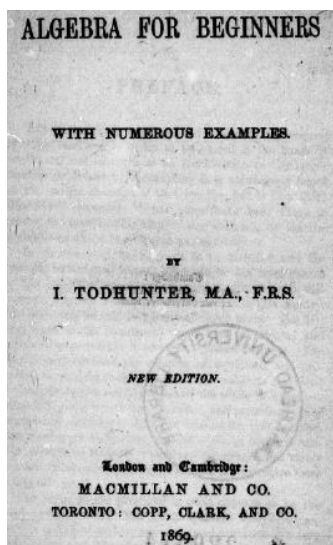 ALGEBRA FOR BEGINNERS
WITH NUMEROUS EXAMPLES.
BY
I. TODHUNTER, M.A., F.R.S.
NEW EDITION.
London and Cambridge:
MACMILLAN AND CO.
TORONTO: COPP, CLARK, AND CO.
1869.